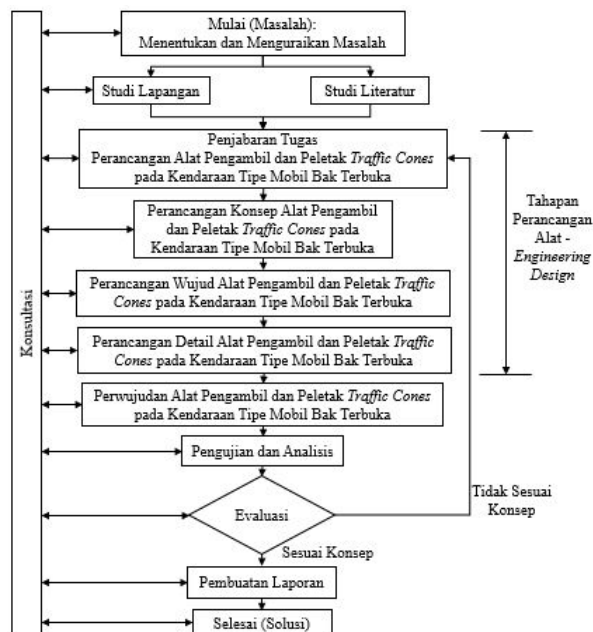 Mulai (Masalah):
Menentukan dan Menguraikan Masalah
Studi Lapangan
Studi Literatur
Penjabaran Tugas
Perancangan Alat Pengambil dan Peletak Traffic Cones
pada Kendaraan Tipe Mobil Bak Terbuka
Perancangan Konsep Alat Pengambil
dan Peletak Traffic Cones pada
Kendaraan Tipe Mobil Bak Terbuka
Perancangan Wujud Alat Pengambil dan Peletak Traffic
Cones pada Kendaraan Tipe Mobil Bak Terbuka
Perancangan Detail Alat Pengambil dan Peletak Traffic
Cones pada Kendaraan Tipe Mobil Bak Terbuka
Perwujudan Alat Pengambil dan Peletak Traffic Cones
pada Kendaraan Tipe Mobil Bak Terbuka
Pengujian dan Analisis
Evaluasi
Sesuai Konsep
Pembuatan Laporan
Selesai (Solusi)
Konsultasi
Tidak Sesuai
Konsep
Tahapan
Perancangan
Alat -
Engineering
Design